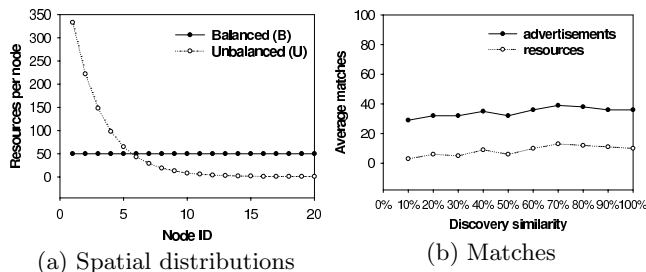 350
300
250
200
150
100
50
0
Resources per node
Balanced (B)
Unbalanced (U)
0 5 10 15 20
Node ID
(a) Spatial distributions
100
80
60
40
20
0
Average matches
advertisements
resources
0% 10% 20% 30% 40% 50% 60% 70% 80% 90% 100%
Discovery similarity
(b) Matches